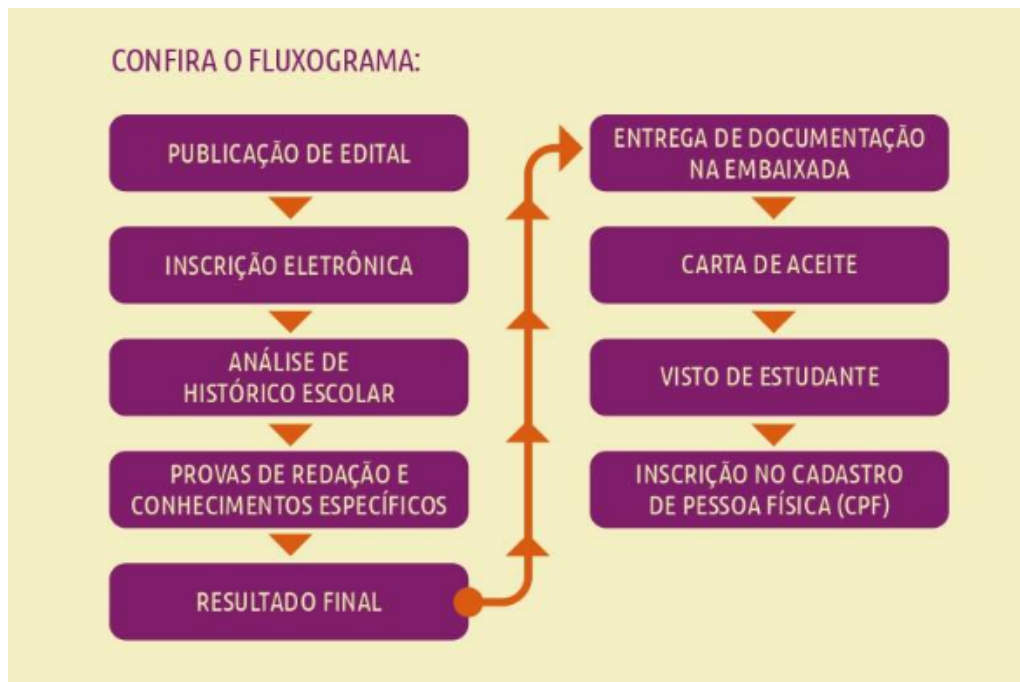 CONFIRA O FLUXOGRAMA:
PUBLICAÇÃO DE EDITAL
INSCRIÇÃO ELETRÔNICA
ANÁLISE DE
HISTÓRICO ESCOLAR
PROVAS DE REDAÇÃO E
CONHECIMENTOS ESPECÍFICOS
RESULTADO FINAL
ENTREGA DE DOCUMENTAÇÃO
NA EMBAIXADA
CARTA DE ACEITE
VISTO DE ESTUDANTE
INSCRIÇÃO NO CADASTRO
DE PESSOA FÍSICA (CPF)